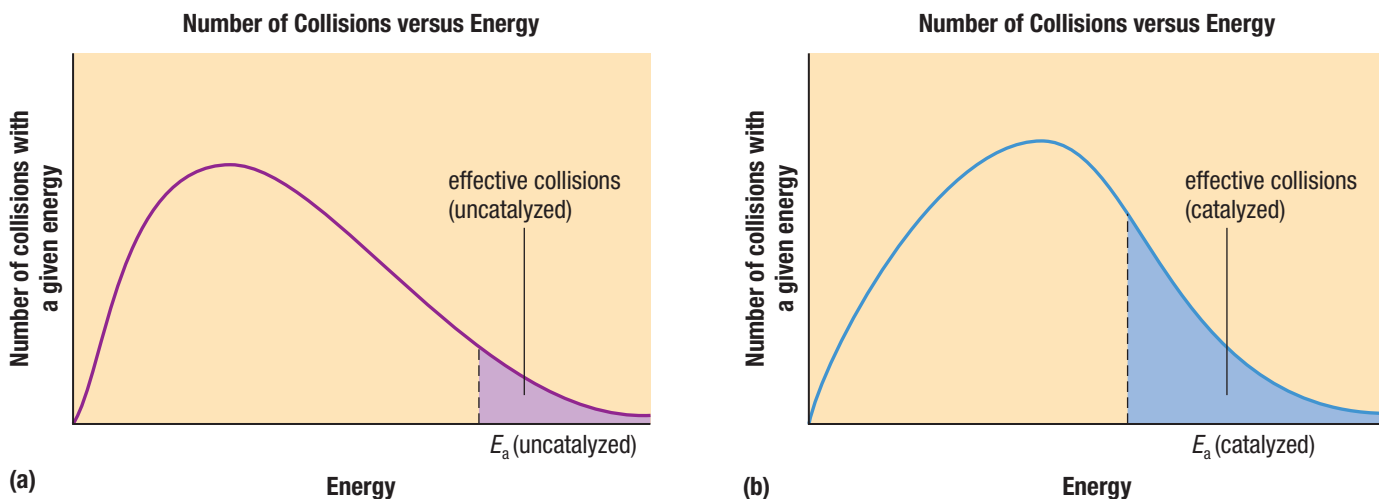 Number of Collisions versus Energy
Number of collisions with
a given energy
effective collisions
(uncatalyzed)
Ea (uncatalyzed)
(a)
Energy
Number of Collisions versus Energy
Number of collisions with
a given energy
effective collisions
(catalyzed)
Ea (catalyzed)
(b)
Energy